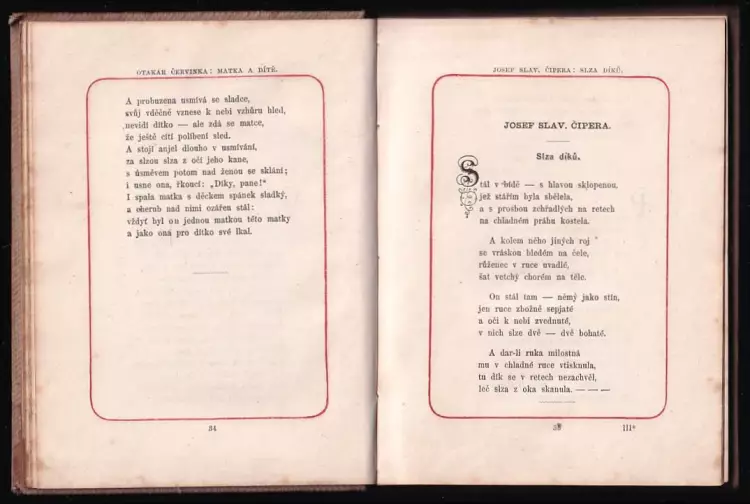 OTAKAR ČERVINKA: MATKA A DÍTĚ.
A probuzena usmívá se sladce,
svůj vděčně vznese k nebi vzhůru hled,
nevidí dítko — ale zdá se matce,
že ještě cítí políbení sled.
A stojí anjel dlouho v usmívání,
za slzou slza z očí jeho kane,
s úsměvem potom nad ženou se sklání;
i usne ona, řkouci: „Díky, pane!“
I spala matka s děckem spánek sladký,
a cherub nad nimi ozářen stál:
vždyť byl on jednou matkou této matky
a jako ona pro dítko své lkal.
34
JOSEF SLAV. ČIPERA: SLZA DÍKŮ.
JOSEF SLAV. ČIPERA.
Slza díků.
Stál v bídě — s hlavou sklopenou,
jež stářím byla sbělela,
a s prosbou zchřadlých na retech
na chladném prahu kostela.
A kolem něho jiných roj
se vráskou bledém na čele,
růženec v ruce uvadlé,
šat vetchý chorém na těle.
On stál tam — němý jako stín,
jen ruce zbožně sepjaté
a oči k nebi zvednuté,
v nich slze dvě — dvě bohaté.
A dar-li ruka milostná
mu v chladné ruce vtisknula,
tu dík se v retech nezachvěl,
leč slza z oka skanula. — — —
35 III*